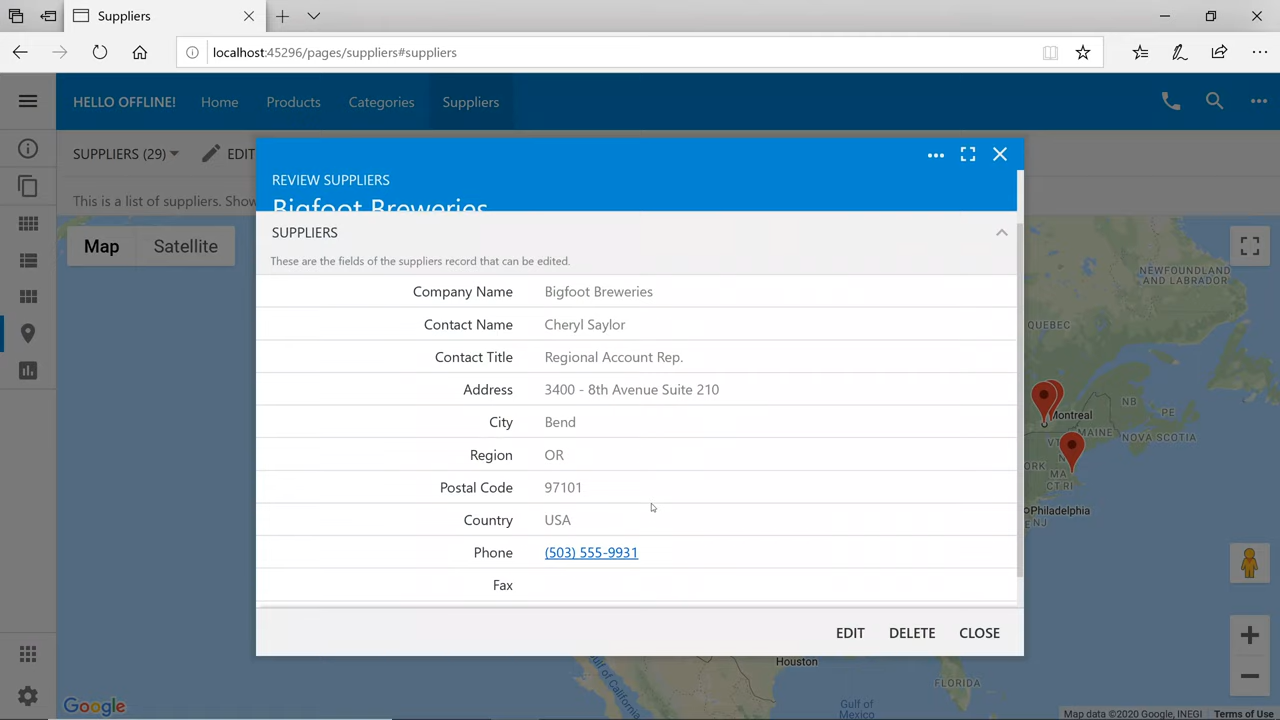 Suppliers
localhost:45296/pages/suppliers#suppliers
HELLO OFFLINE! Home Products Categories Suppliers
SUPPLIERS (29) EDIT
This is a list of suppliers. Show
Map Satellite
REVIEW SUPPLIERS
Bigfoot Breweries
SUPPLIERS
These are the fields of the suppliers record that can be edited.
Company Name Bigfoot Breweries
Contact Name Cheryl Saylor
Contact Title Regional Account Rep.
Address 3400 - 8th Avenue Suite 210
City Bend
Region OR
Postal Code 97101
Country USA
Phone (503) 555-9931
Fax
EDIT DELETE CLOSE
NEWFOUNDLAND
AND LABRADOR
QUEBEC
NB
PE
Montreal
VT
MAINE
NOVA SCOTIA
ORK
MA
CT RI
Philadelphia
NJ
Houston
FLORIDA
Gulf of California
Gulf of
Mexico
Google
Map data ©2020 Google, INEGI Terms of Use